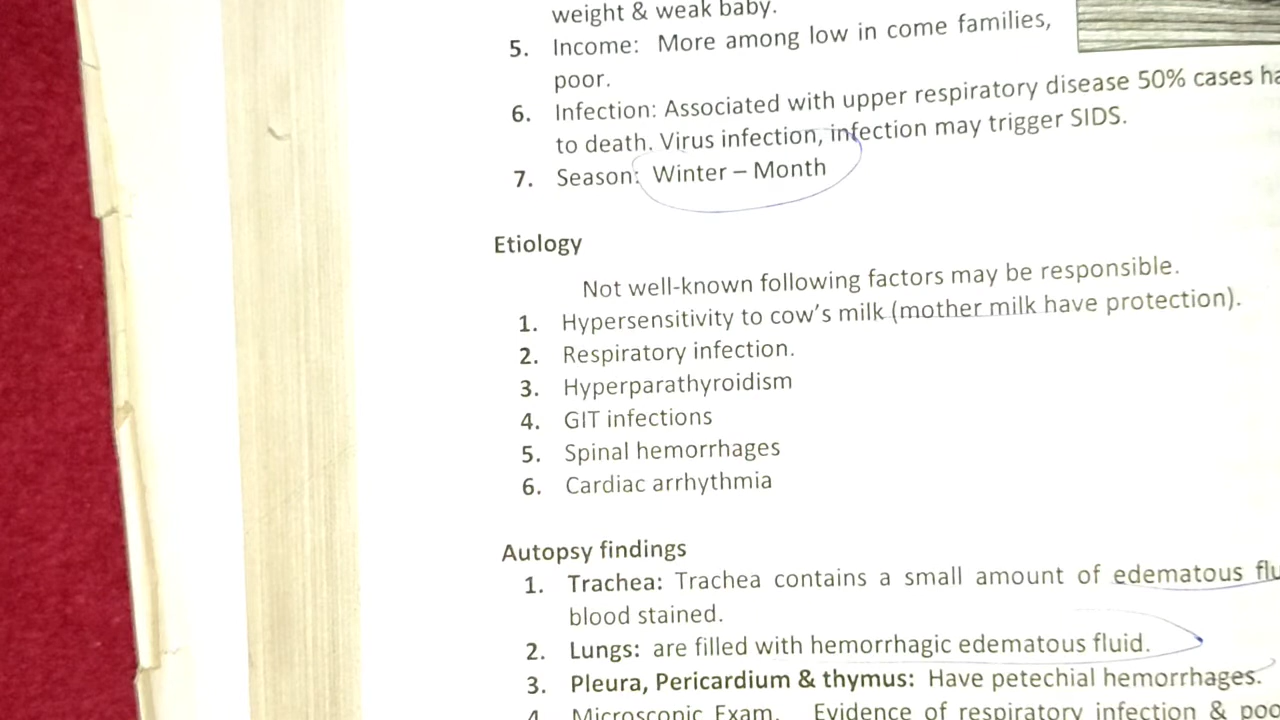 weight & weak baby.
5. Income: More among low in come families,
poor.
6. Infection: Associated with upper respiratory disease 50% cases
to death. Virus infection, infection may trigger SIDS.
7. Season: Winter – Month
Etiology
Not well-known following factors may be responsible.
1. Hypersensitivity to cow's milk (mother milk have protection).
2. Respiratory infection.
3. Hyperparathyroidism
4. GIT infections
5. Spinal hemorrhages
6. Cardiac arrhythmia
Autopsy findings
1. Trachea: Trachea contains a small amount of edematous
blood stained.
2. Lungs: are filled with hemorrhagic edematous fluid.
3. Pleura, Pericardium & thymus: Have petechial hemorrhages.
4. Microscopic Exam. Evidence of respiratory infection &